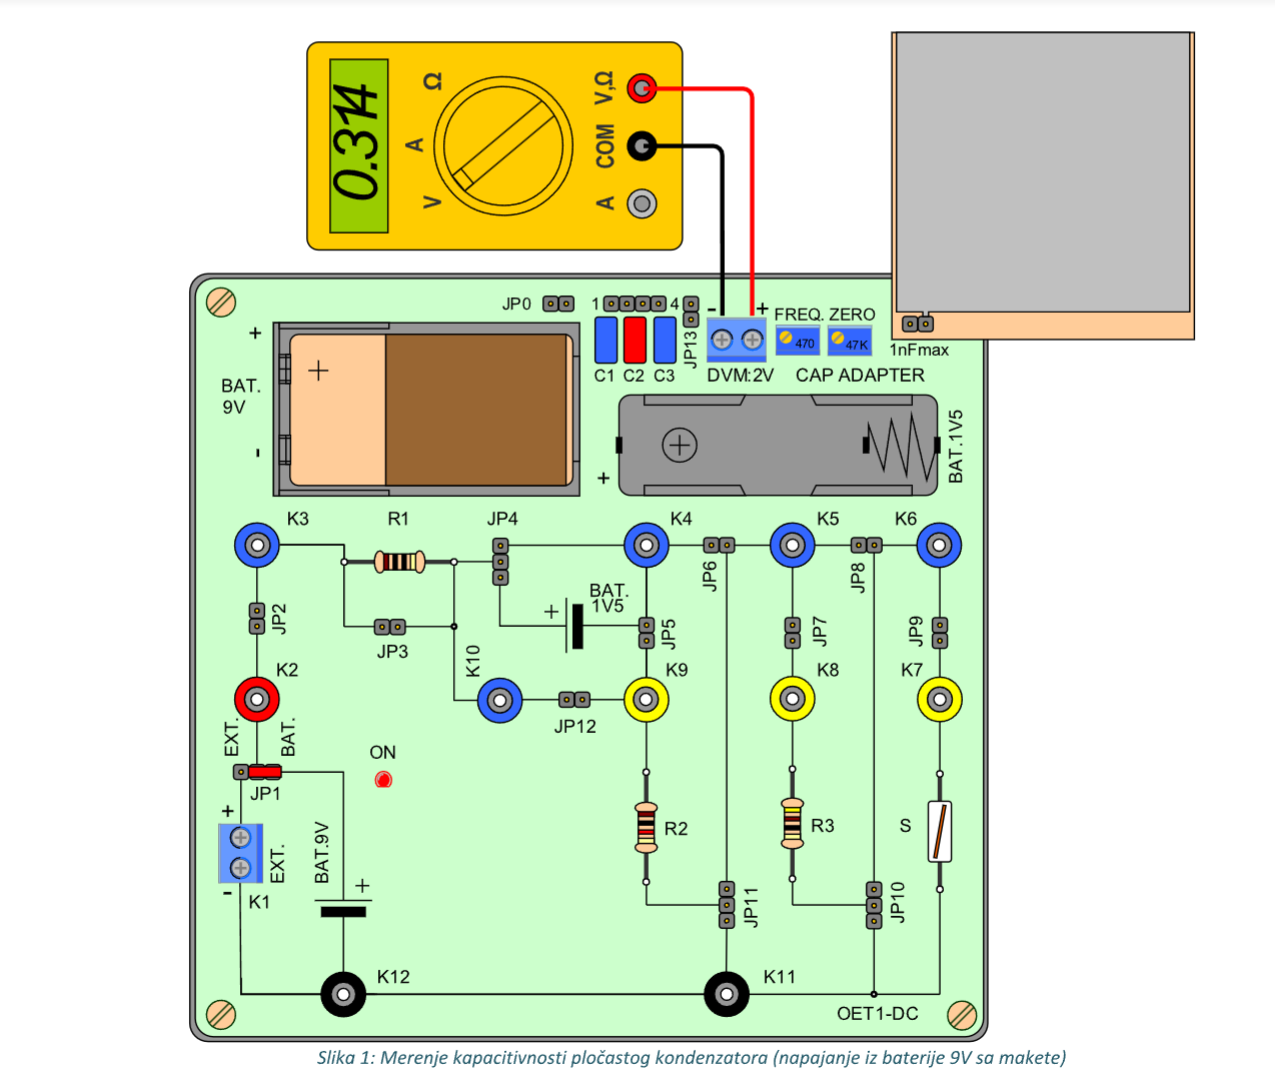 0.314
Ω
A
V
V,Ω
COM
A
JP0
1
4
JP13
-
+
FREQ. ZERO
470
47K
1nFmax
C1 C2 C3
DVM:2V
CAP ADAPTER
+
BAT.
9V
-
+
+
BAT.1V5
K3
R1
JP4
K4
K5
K6
JP6
JP8
BAT.
1V5
+
JP2
JP3
JP5
JP7
JP9
K2
K10
K9
K8
K7
JP12
EXT.
BAT.
ON
JP1
+
EXT.
-
K1
BAT.9V
+
R2
R3
S
JP11
JP10
K12
K11
OET1-DC
Slika 1: Merenje kapacitivnosti pločastog kondenzatora (napajanje iz baterije 9V sa makete)